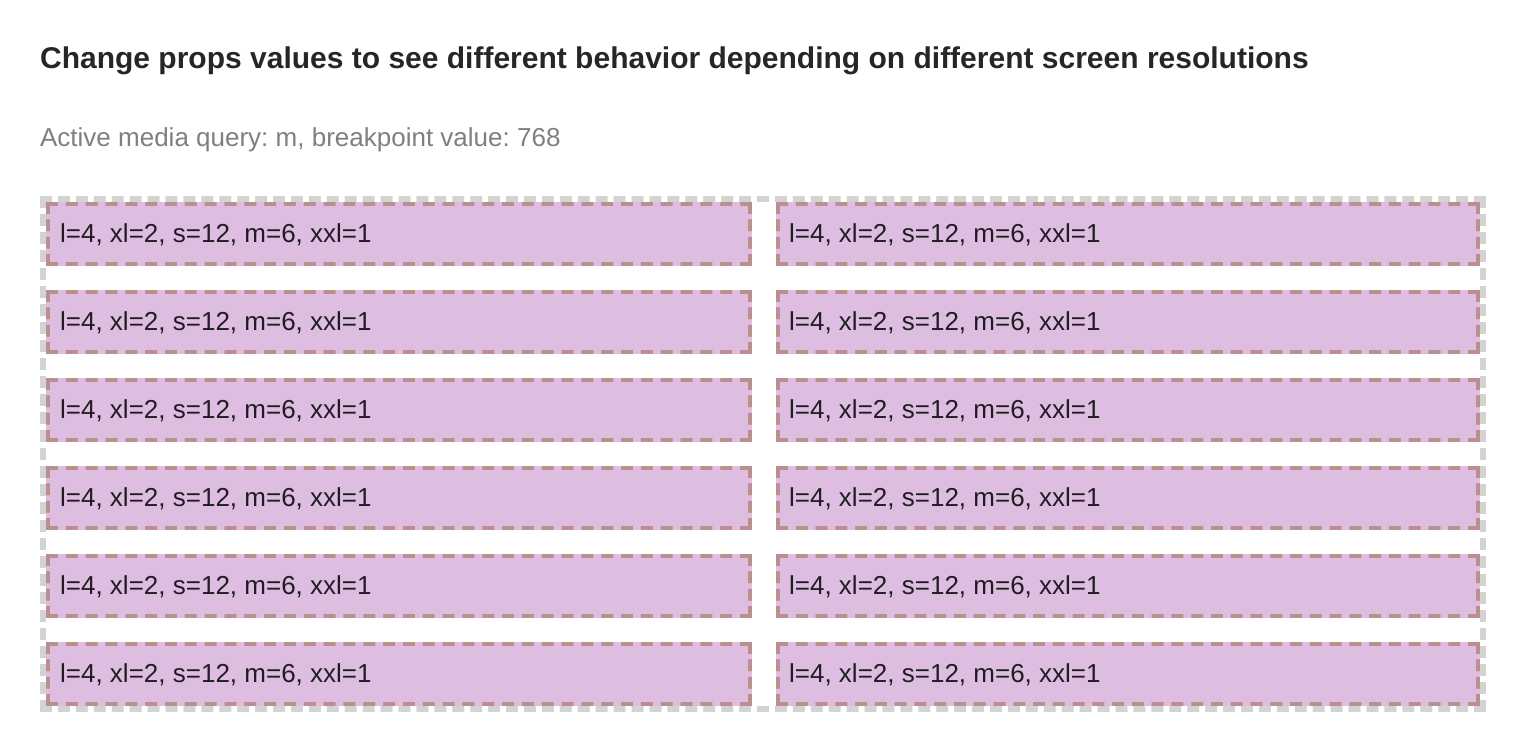 Change props values to see different behavior depending on different screen resolutions
Active media query: m, breakpoint value: 768
l=4, xl=2, s=12, m=6, xxl=1
l=4, xl=2, s=12, m=6, xxl=1
l=4, xl=2, s=12, m=6, xxl=1
l=4, xl=2, s=12, m=6, xxl=1
l=4, xl=2, s=12, m=6, xxl=1
l=4, xl=2, s=12, m=6, xxl=1
l=4, xl=2, s=12, m=6, xxl=1
l=4, xl=2, s=12, m=6, xxl=1
l=4, xl=2, s=12, m=6, xxl=1
l=4, xl=2, s=12, m=6, xxl=1
l=4, xl=2, s=12, m=6, xxl=1
l=4, xl=2, s=12, m=6, xxl=1